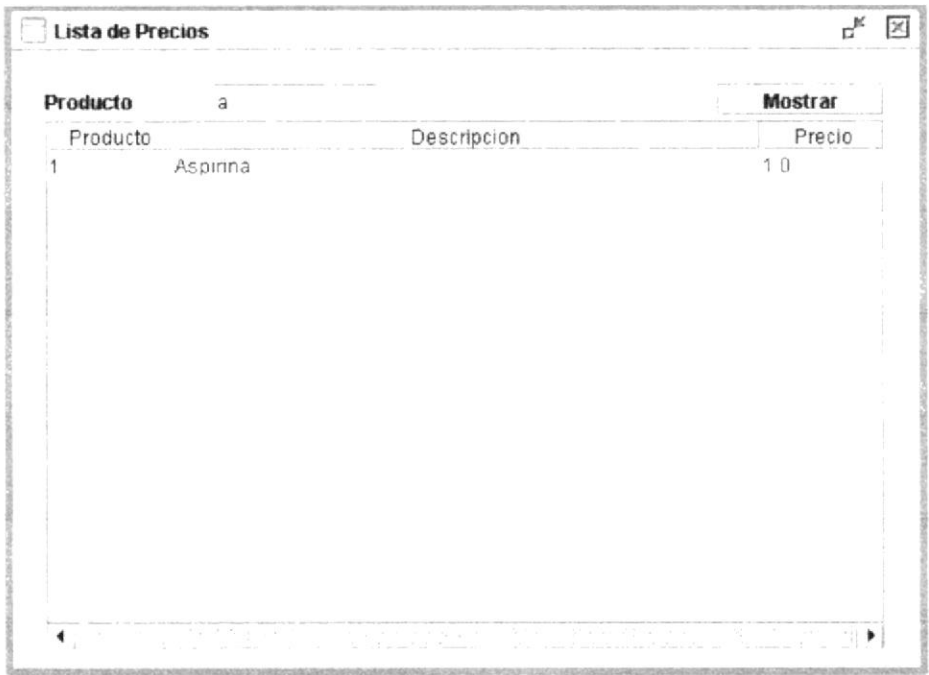 Lista de Precios
Producto a Mostrar
Producto Descripcion Precio
1 Aspirina 1.0